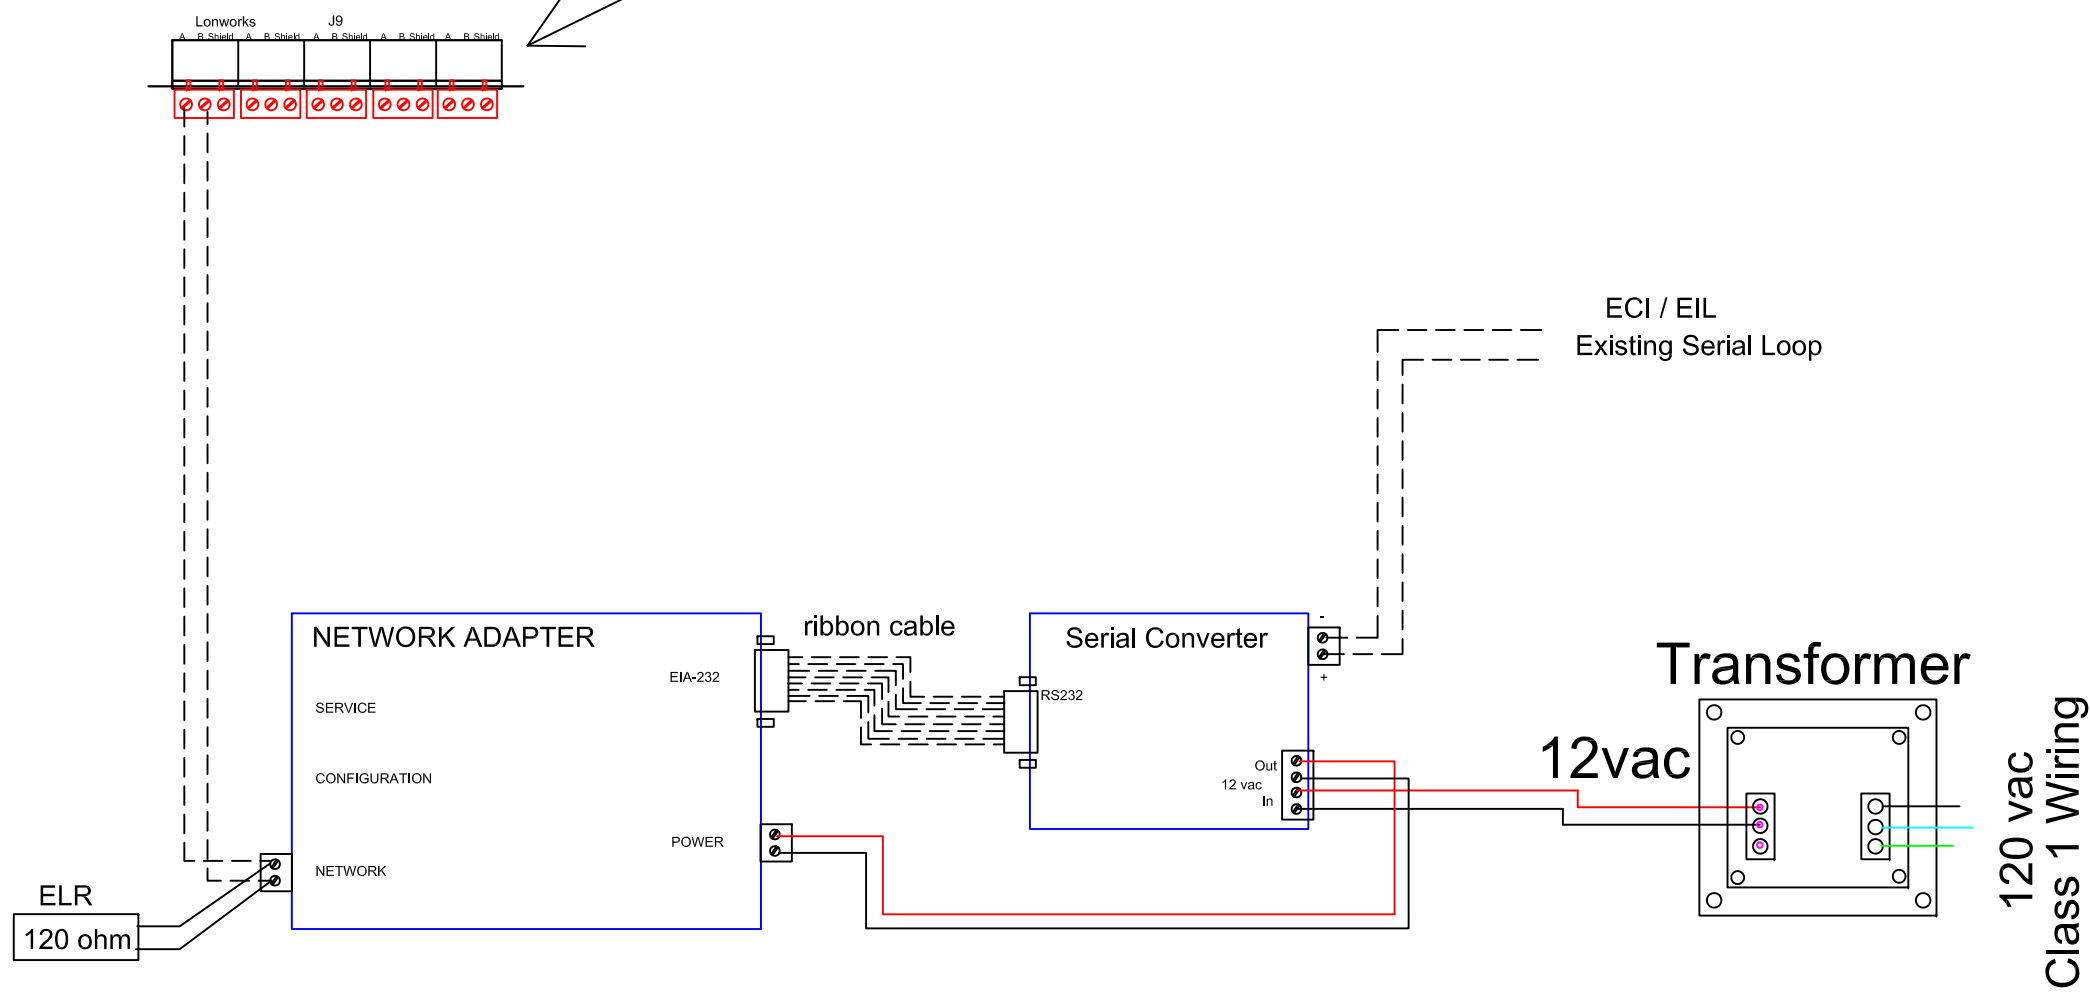 Lonworks J9
A B Shield A B Shield A B Shield A B Shield A B Shield
ECI / EIL
Existing Serial Loop
NETWORK ADAPTER
ribbon cable
Serial Converter
-
+
EIA-232
RS232
SERVICE
CONFIGURATION
POWER
NETWORK
Out
12 vac
In
Transformer
12vac
120 vac
Class 1 Wiring
ELR
120 ohm